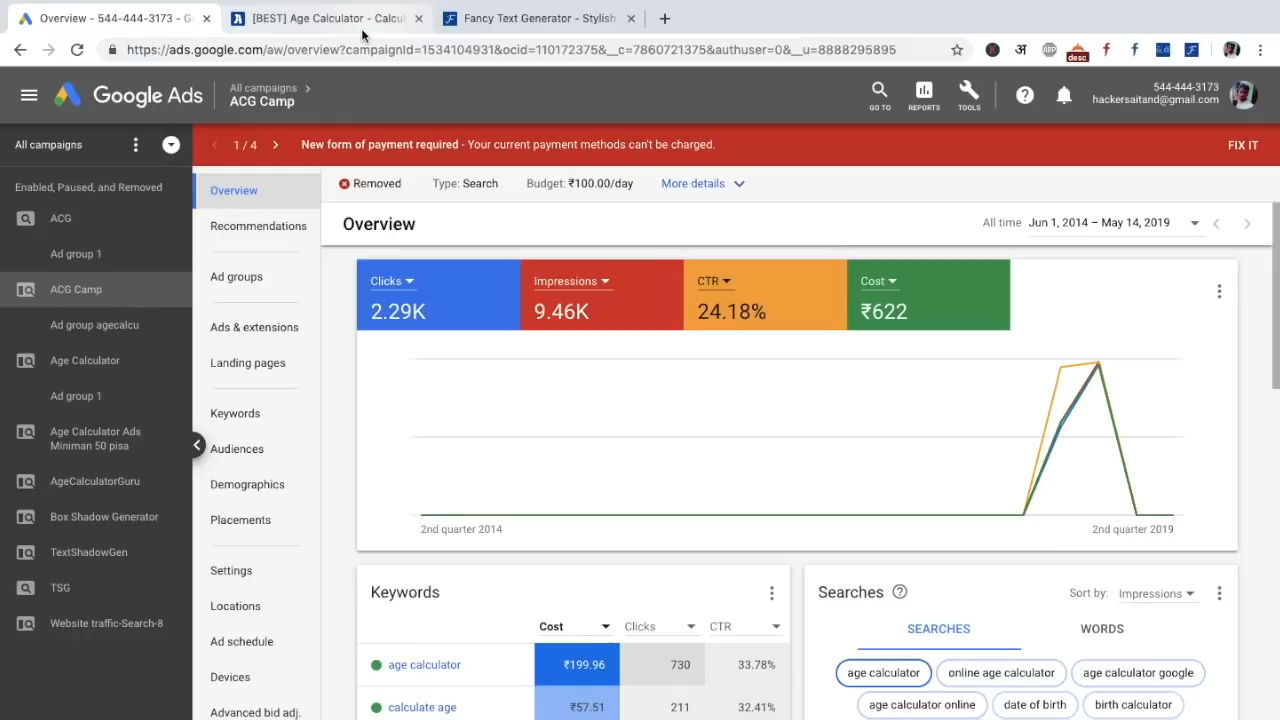 Overview - 544-444-3173 - G
[BEST] Age Calculator - Calcul
Fancy Text Generator - Stylish
https://ads.google.com/aw/overview?campaignId=1534104931&ocid=110172375&__c=7860721375&authuser=0&__u=8888295895
अ
ABP
desc
Google Ads
All campaigns
ACG Camp
GO TO
REPORTS
TOOLS
544-444-3173
hackersaitand@gmail.com
All campaigns
1 / 4
New form of payment required - Your current payment methods can't be charged.
FIX IT
Enabled, Paused, and Removed
ACG
Ad group 1
ACG Camp
Ad group agecalcu
Age Calculator
Ad group 1
Age Calculator Ads
Miniman 50 pisa
AgeCalculatorGuru
Box Shadow Generator
TextShadowGen
TSG
Website traffic-Search-8
Overview
Recommendations
Ad groups
Ads & extensions
Landing pages
Keywords
Audiences
Demographics
Placements
Settings
Locations
Ad schedule
Devices
Advanced bid adj.
Removed
Type: Search
Budget: ₹100.00/day
More details
Overview
All time
Jun 1, 2014 – May 14, 2019
Clicks
2.29K
Impressions
9.46K
CTR
24.18%
Cost
₹622
2nd quarter 2014
2nd quarter 2019
Keywords
Cost
Clicks
CTR
age calculator
₹199.96
730
33.78%
calculate age
₹57.51
211
32.41%
Searches
Sort by:
Impressions
SEARCHES
WORDS
age calculator
online age calculator
age calculator google
age calculator online
date of birth
birth calculator